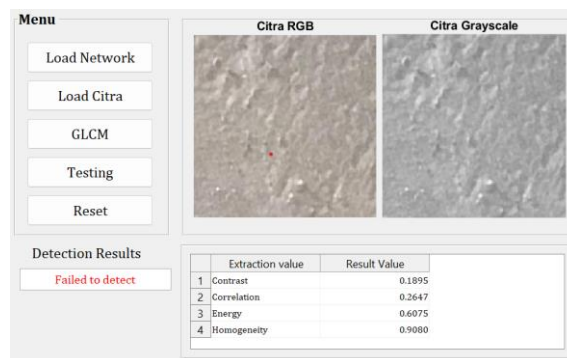 Menu
Load Network
Load Citra
GLCM
Testing
Reset
Detection Results
Failed to detect
Citra RGB Citra Grayscale
Extraction value Result Value
1 Contrast 0.1895
2 Correlation 0.2647
3 Energy 0.6075
4 Homogeneity 0.9080